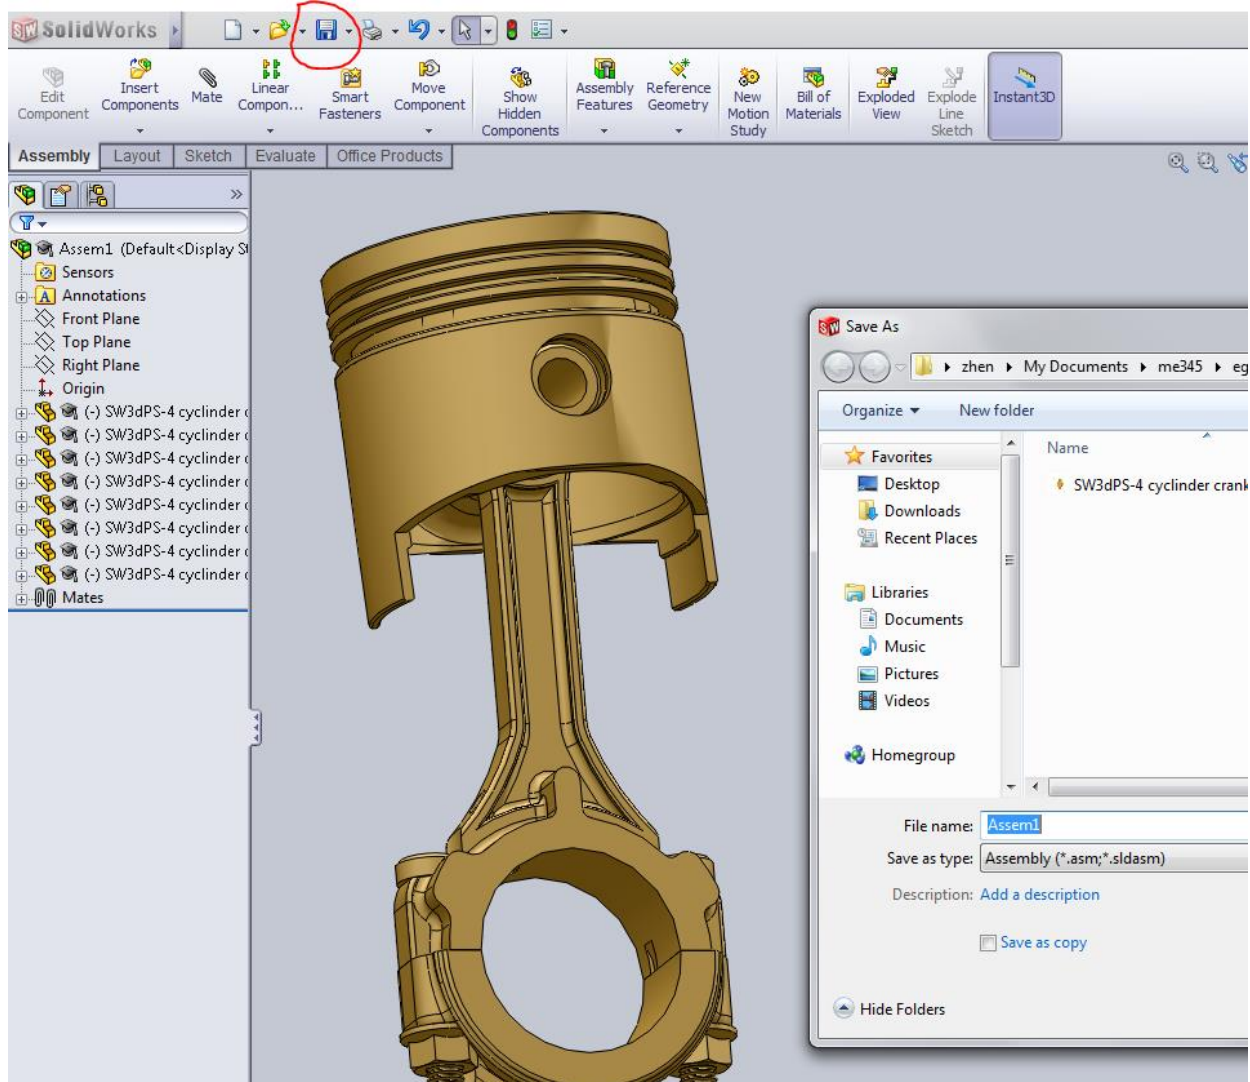 SolidWorks
Edit Component
Insert Components
Mate
Linear Compon...
Smart Fasteners
Move Component
Show Hidden Components
Assembly Features
Reference Geometry
New Motion Study
Bill of Materials
Exploded View
Explode Line Sketch
Instant3D
Assembly Layout Sketch Evaluate Office Products
Assem1 (Default<Display St
Sensors
Annotations
Front Plane
Top Plane
Right Plane
Origin
(-) SW3dPS-4 cyclinder c
(-) SW3dPS-4 cyclinder c
(-) SW3dPS-4 cyclinder c
(-) SW3dPS-4 cyclinder c
(-) SW3dPS-4 cyclinder c
(-) SW3dPS-4 cyclinder c
(-) SW3dPS-4 cyclinder c
(-) SW3dPS-4 cyclinder c
Mates
Save As
zhen My Documents me345 eg
Organize New folder
Favorites
Desktop
Downloads
Recent Places
Libraries
Documents
Music
Pictures
Videos
Homegroup
Name
SW3dPS-4 cyclinder crank
File name: Assem1
Save as type: Assembly (*.asm;*.sldasm)
Description: Add a description
Save as copy
Hide Folders